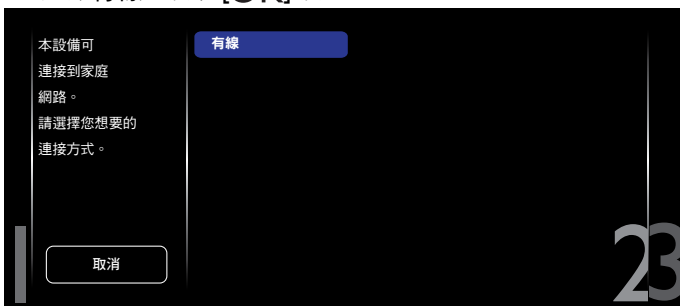 本設備可
連接到家庭
網路。
請選擇您想要的
連接方式。
有線
取消
23